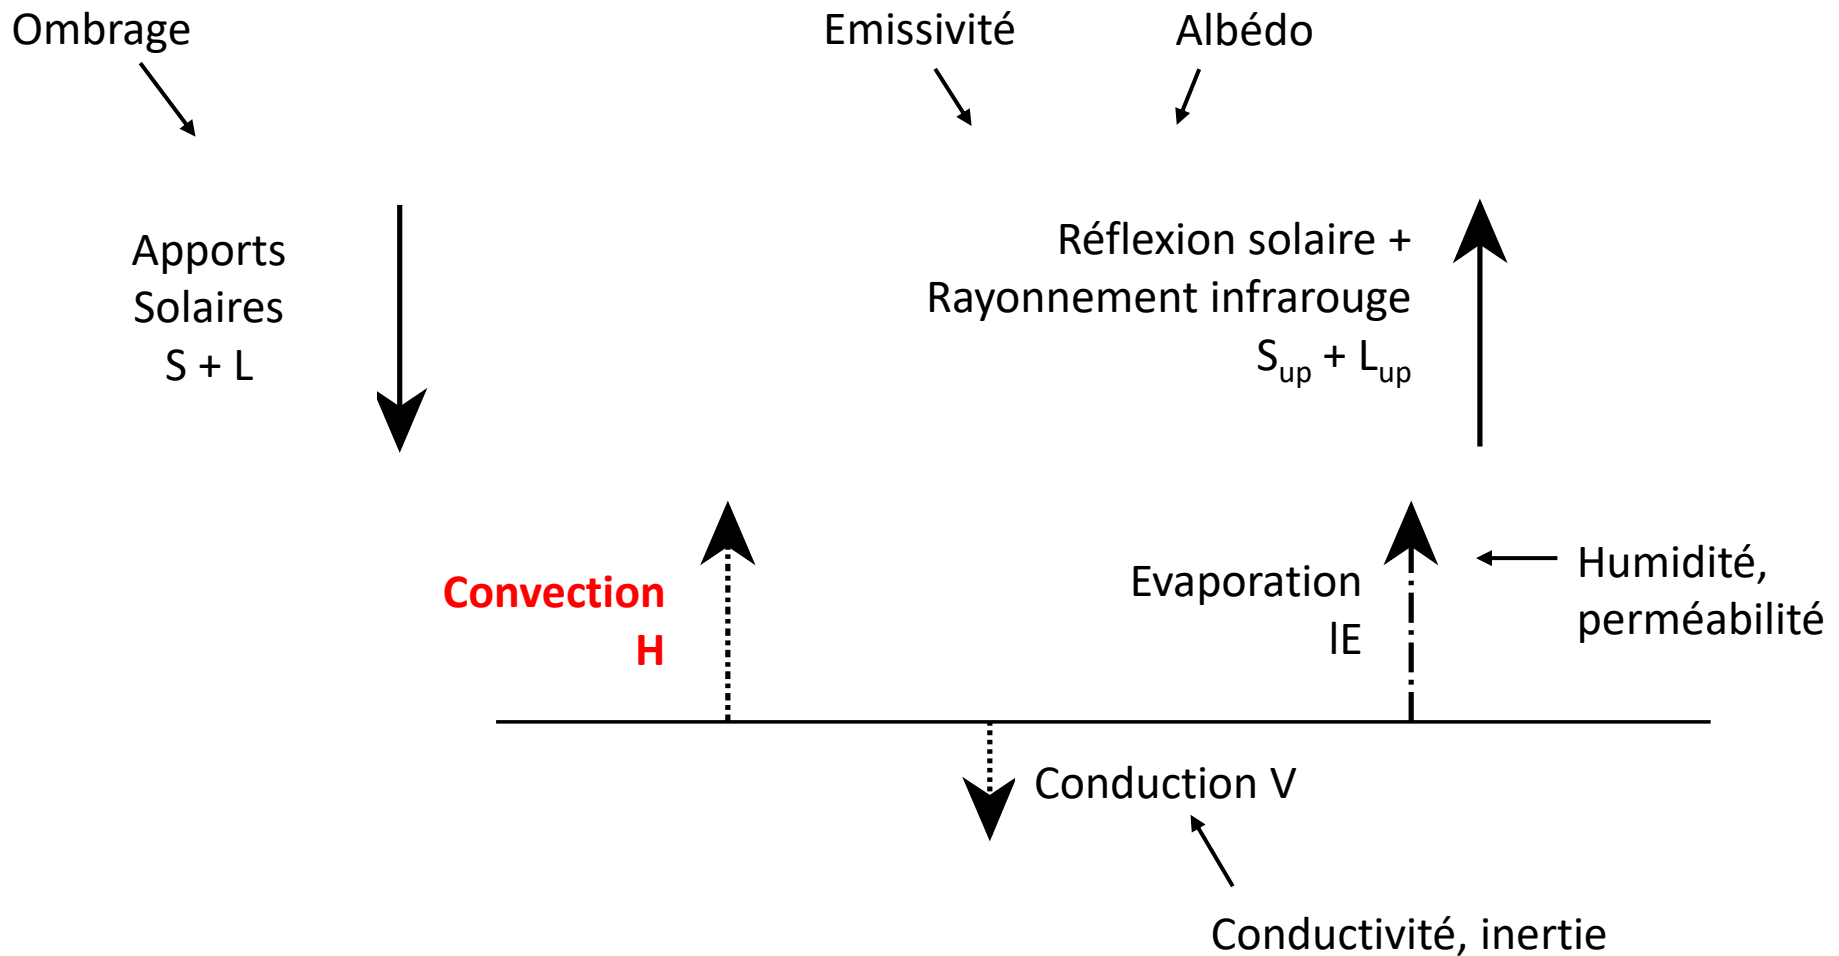 Ombrage
Emissivité
Albédo
Apports
Solaires
S + L
Réflexion solaire +
Rayonnement infrarouge
Sup + Lup
Convection
H
Evaporation
lE
Humidité,
perméabilité
Conduction V
Conductivité, inertie